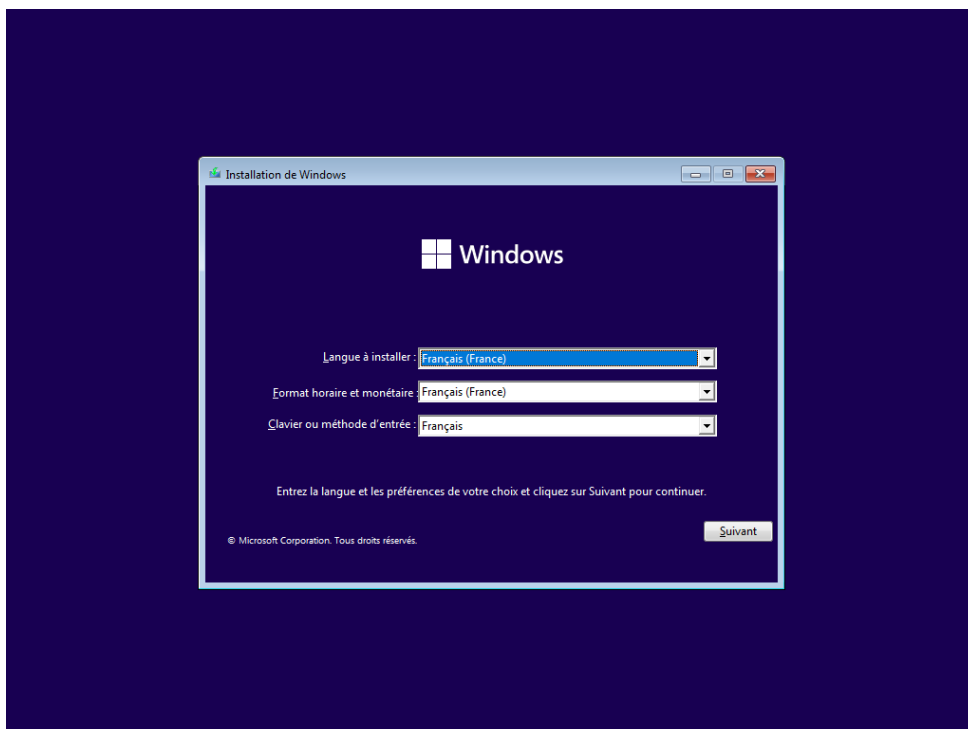 Installation de Windows
Windows
Langue à installer : Français (France)
Format horaire et monétaire : Français (France)
Clavier ou méthode d'entrée : Français
Entrez la langue et les préférences de votre choix et cliquez sur Suivant pour continuer.
Suivant
© Microsoft Corporation. Tous droits réservés.